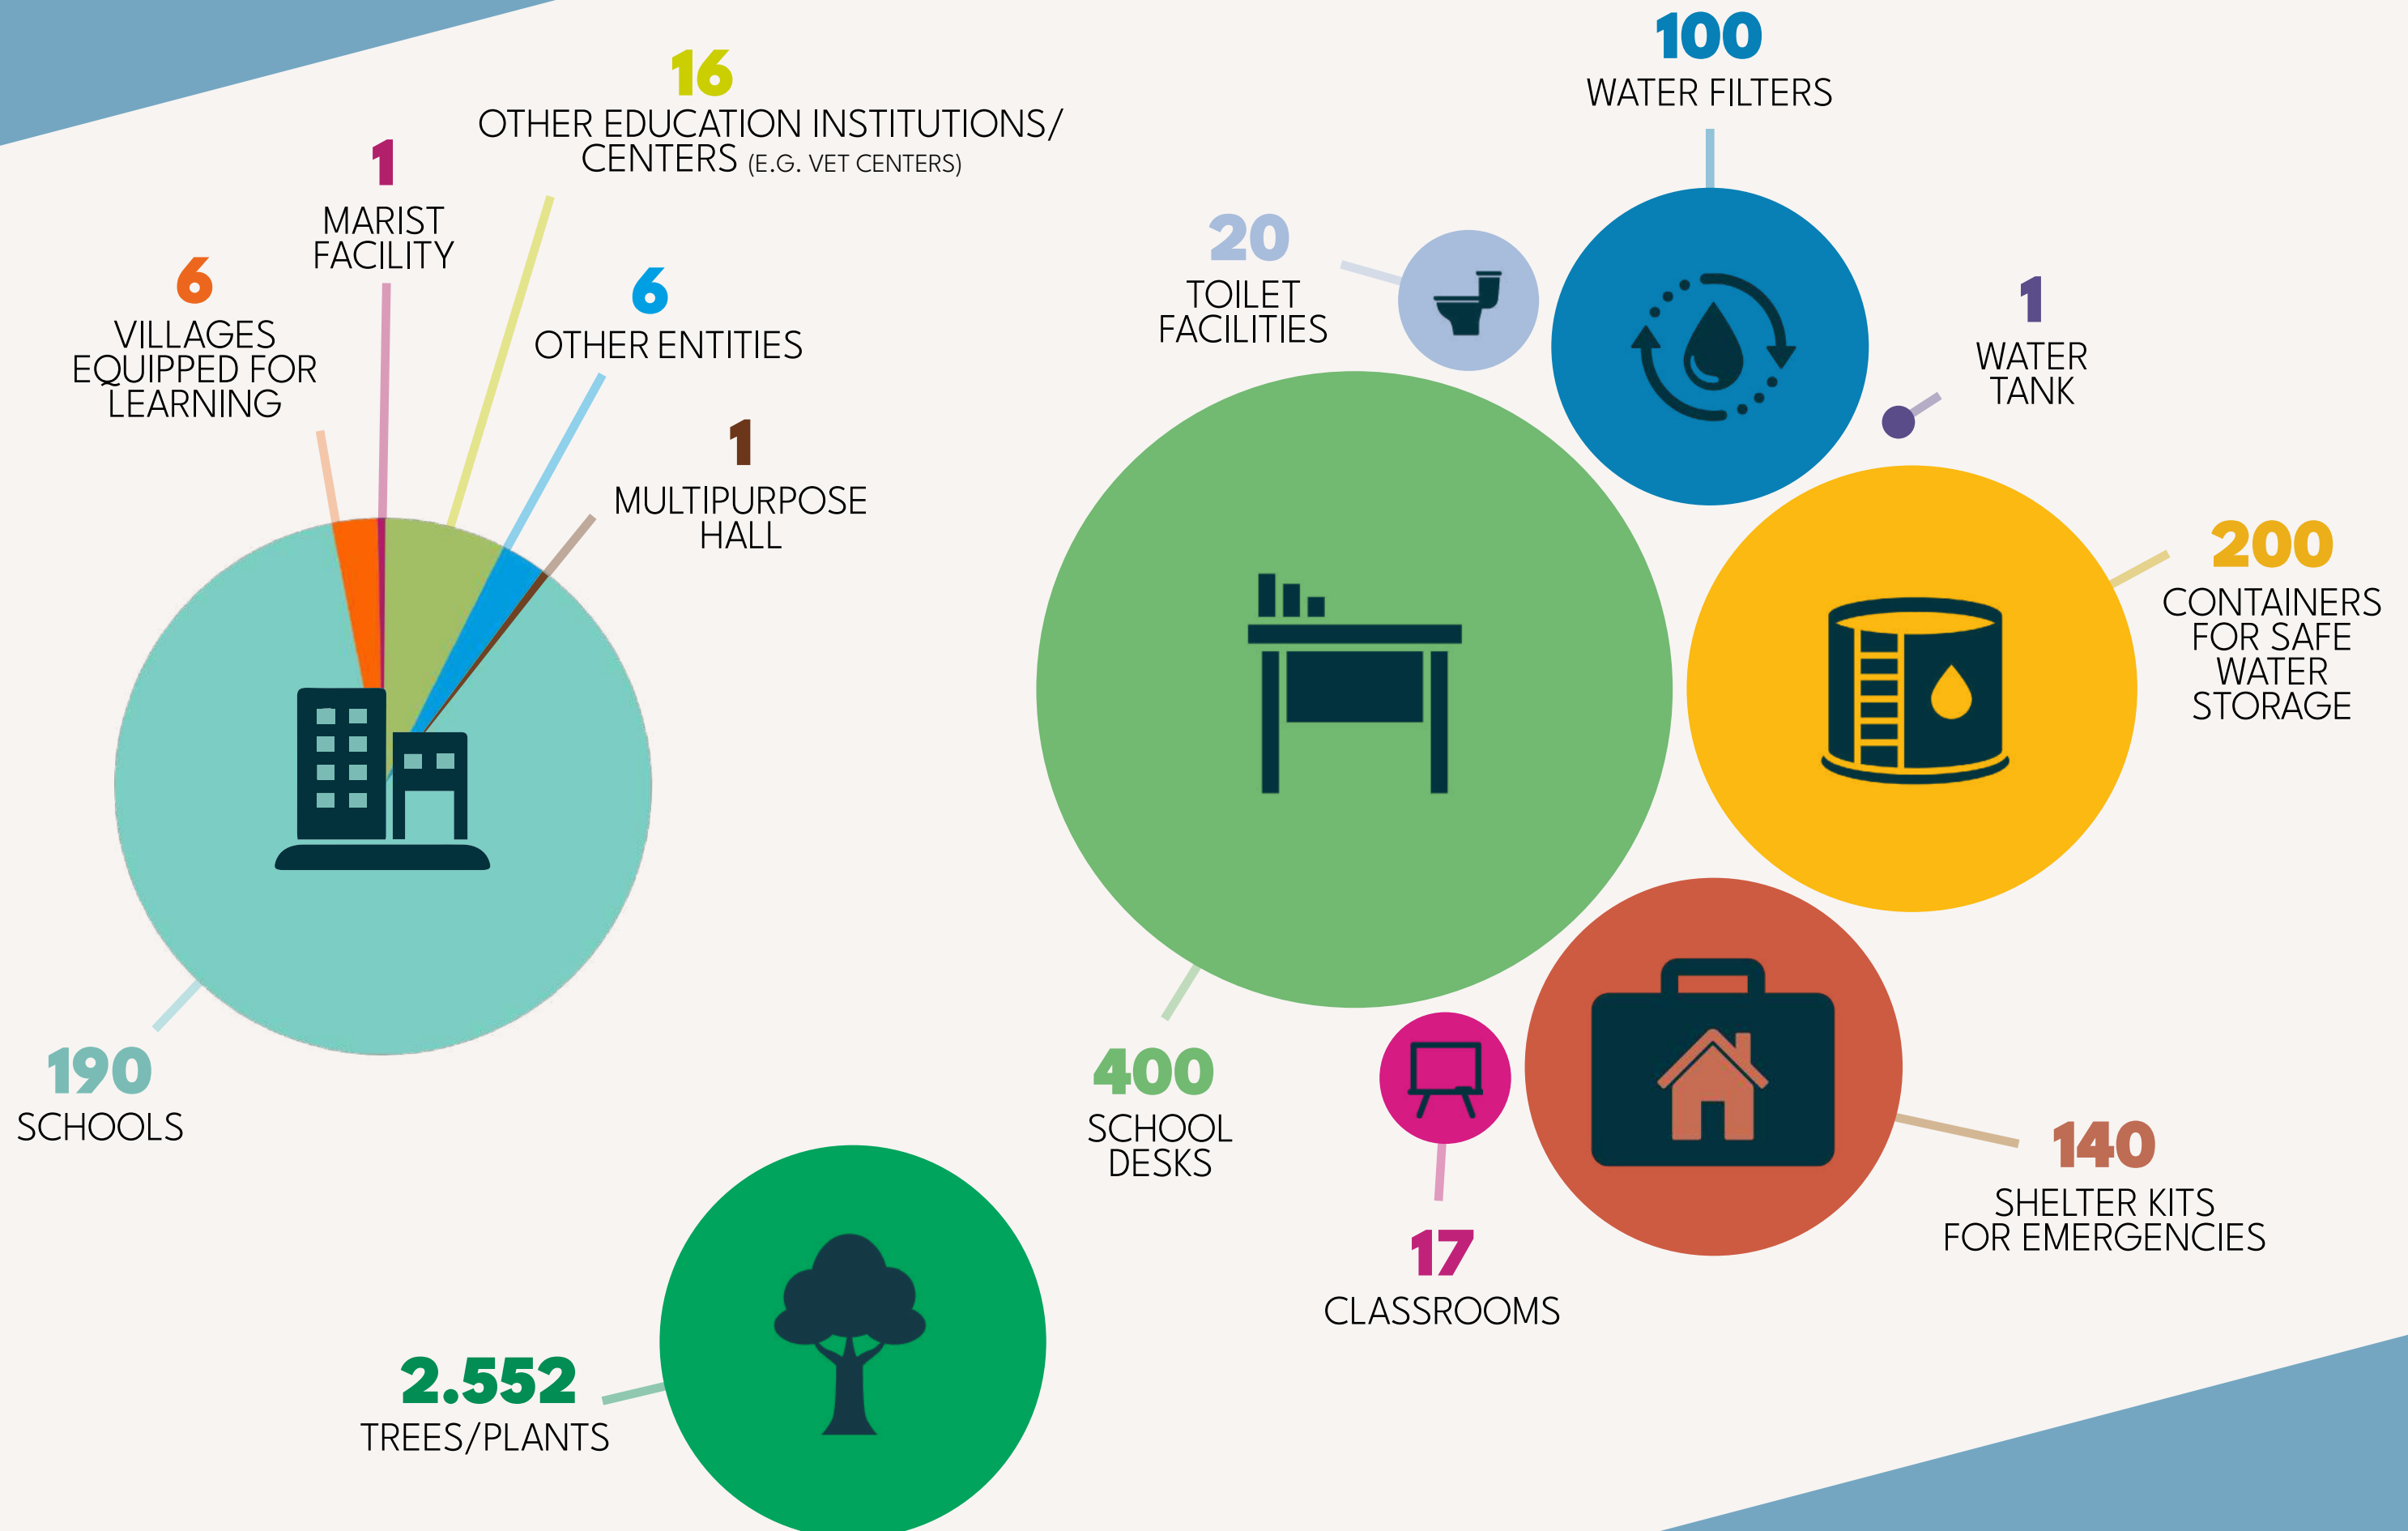 16
OTHER EDUCATION INSTITUTIONS/
CENTERS (E.G. VET CENTERS)
1
MARIST
FACILITY
6
VILLAGES
EQUIPPED FOR
LEARNING
6
OTHER ENTITIES
1
MULTIPURPOSE
HALL
190
SCHOOLS
2.552
TREES/PLANTS
100
WATER FILTERS
20
TOILET
FACILITIES
1
WATER
TANK
200
CONTAINERS
FOR SAFE
WATER
STORAGE
400
SCHOOL
DESKS
17
CLASSROOMS
140
SHELTER KITS
FOR EMERGENCIES